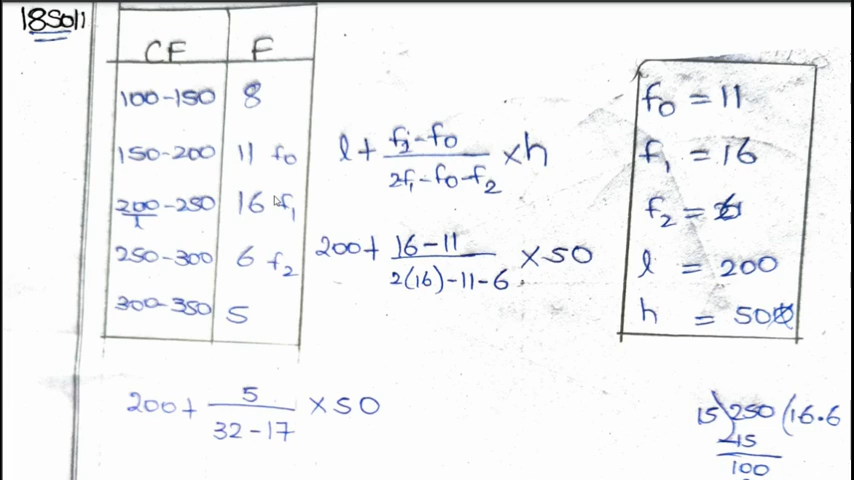 18Sol)
CF F
100-150 8
150-200 11 f₀
200-250 16 f₁
l
250-300 6 f₂
300-350 5
l + f₁-f₀ / 2f₁-f₀-f₂ ×h
200+ 16-11 / 2(16)-11-6 ×50
f₀ = 11
f₁ = 16
f₂ = 6
l = 200
h = 50
200+ 5 / 32-17 ×50
15)250(16.6
15
100